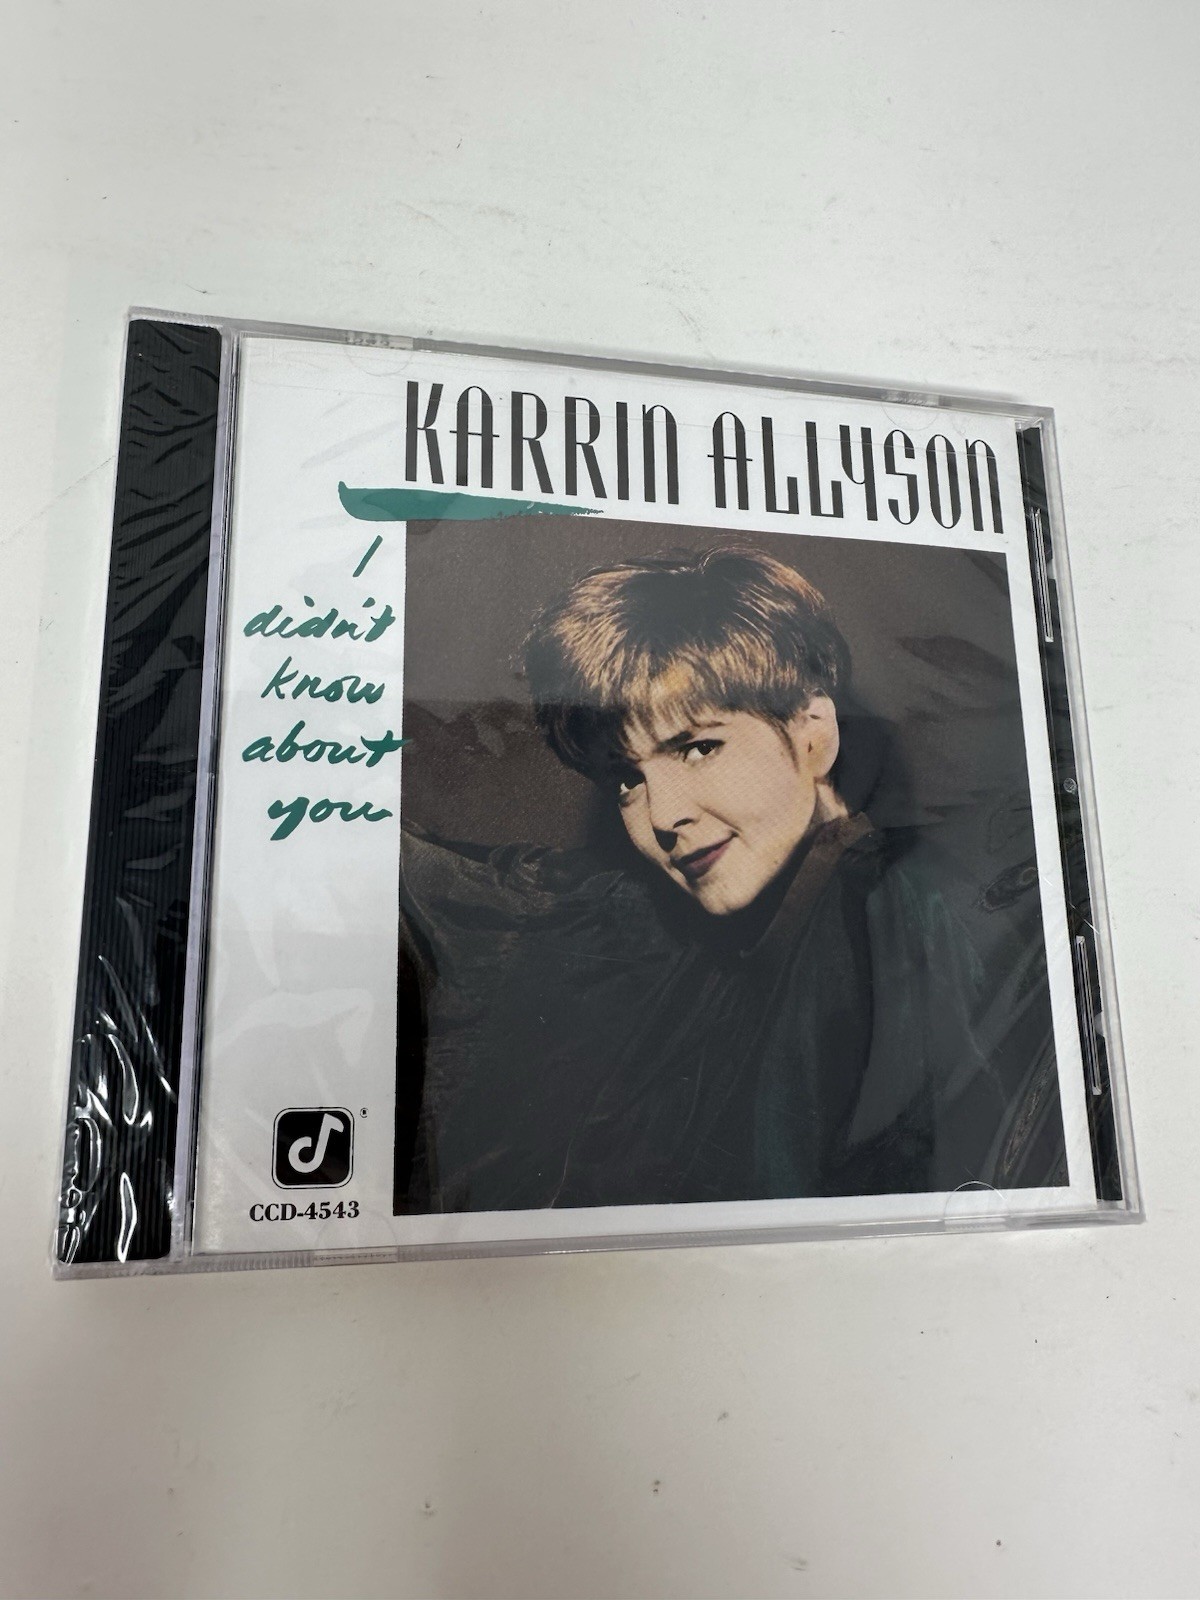 KARRIN ALLYSON
I
didn't
know
about
you
®
CCD-4543